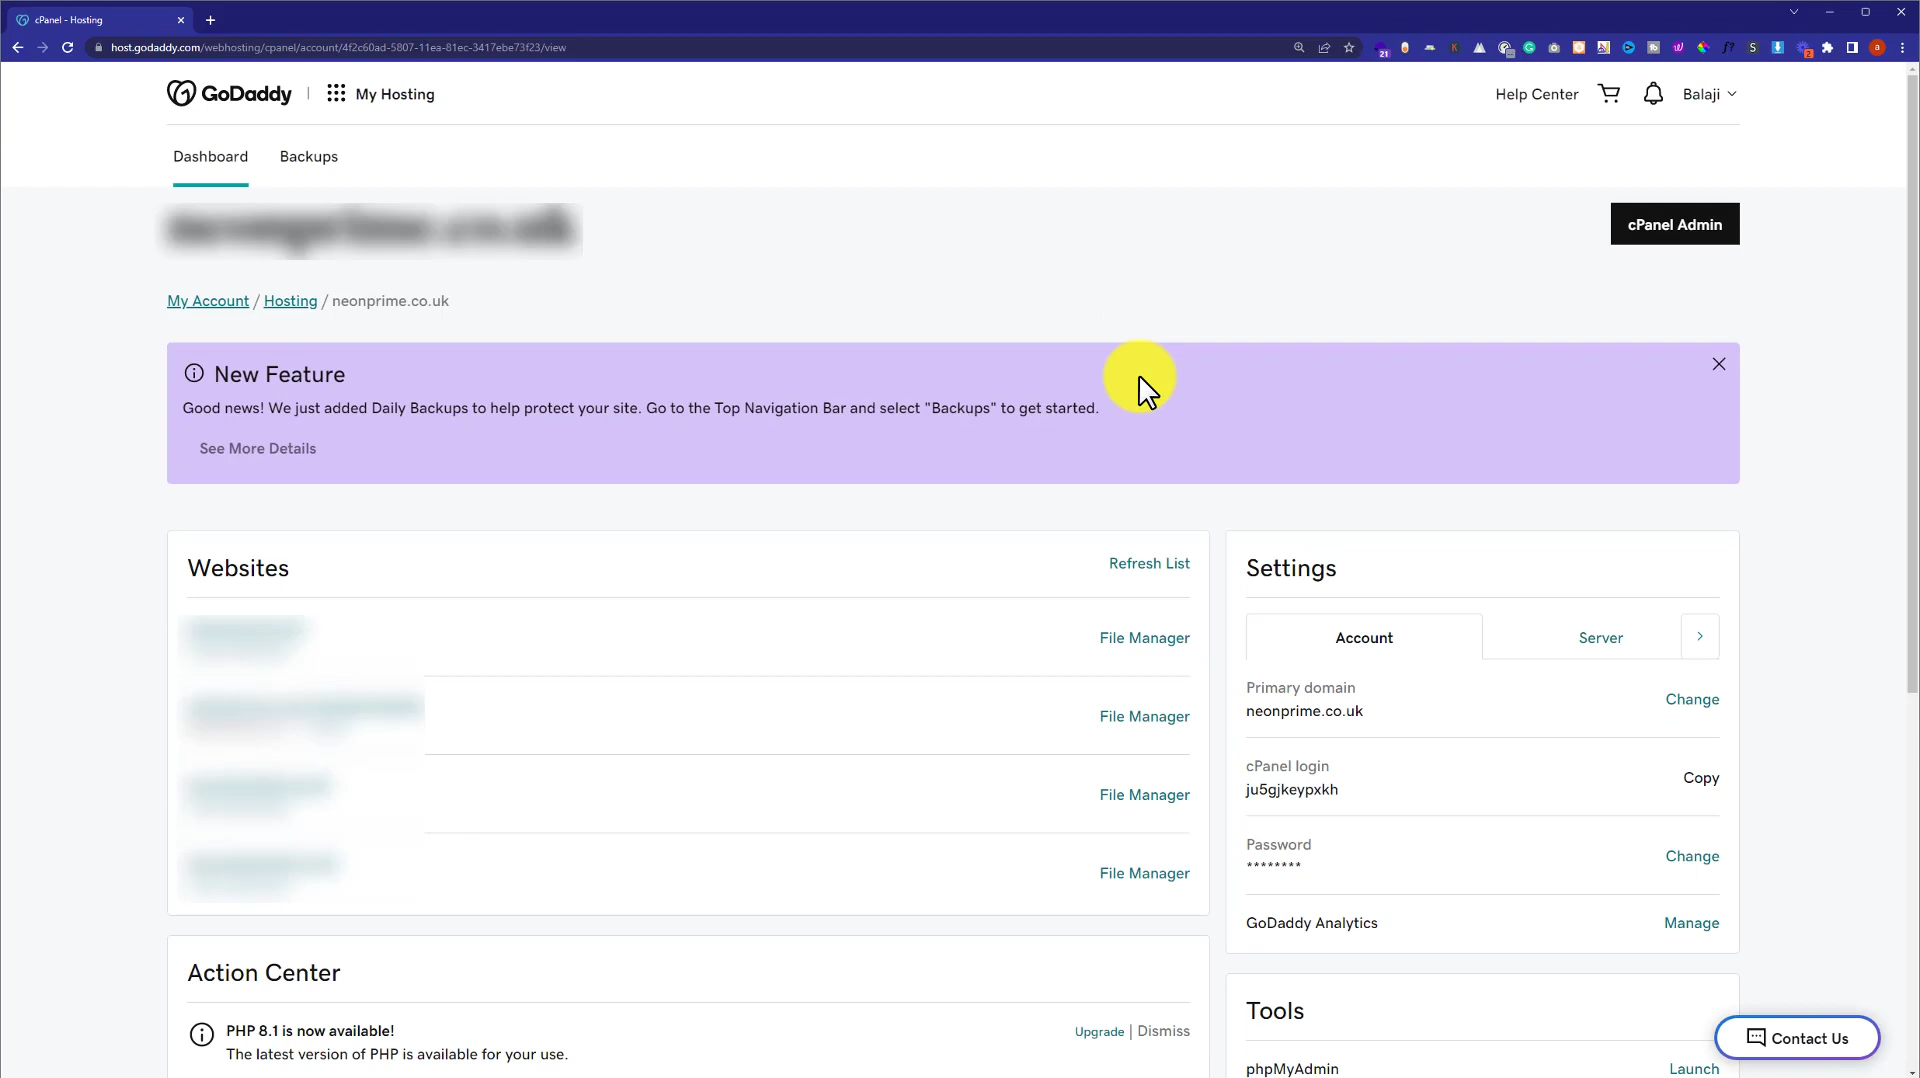 cPanel - Hosting
host.godaddy.com/webhosting/cpanel/account/4f2c60ad-5807-11ea-81ec-3417ebe73f23/view
GoDaddy
My Hosting
Help Center
Balaji
Dashboard
Backups
neonprime.co.uk
cPanel Admin
My Account / Hosting / neonprime.co.uk
New Feature
Good news! We just added Daily Backups to help protect your site. Go to the Top Navigation Bar and select "Backups" to get started.
See More Details
Websites
Refresh List
File Manager
File Manager
File Manager
File Manager
Settings
Account
Server
Primary domain
neonprime.co.uk
Change
cPanel login
ju5gjkeypxkh
Copy
Password
********
Change
GoDaddy Analytics
Manage
Action Center
PHP 8.1 is now available!
Upgrade | Dismiss
The latest version of PHP is available for your use.
Tools
phpMyAdmin
Launch
Contact Us